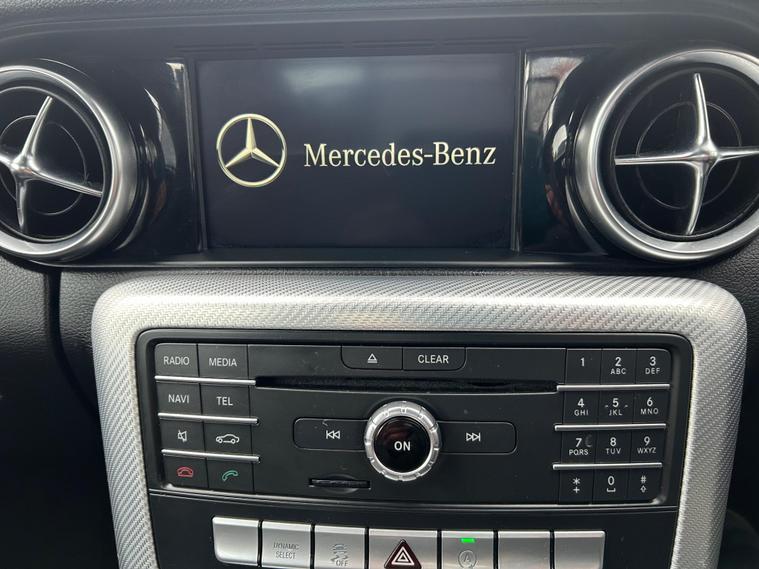 Mercedes-Benz
RADIO MEDIA CLEAR 1 2 ABC 3 DEF
NAVI TEL 4 GHI 5 JKL 6 MNO
ON 7 PQRS 8 TUV 9 WXYZ
* 0 #
DYNAMIC SELECT OFF A